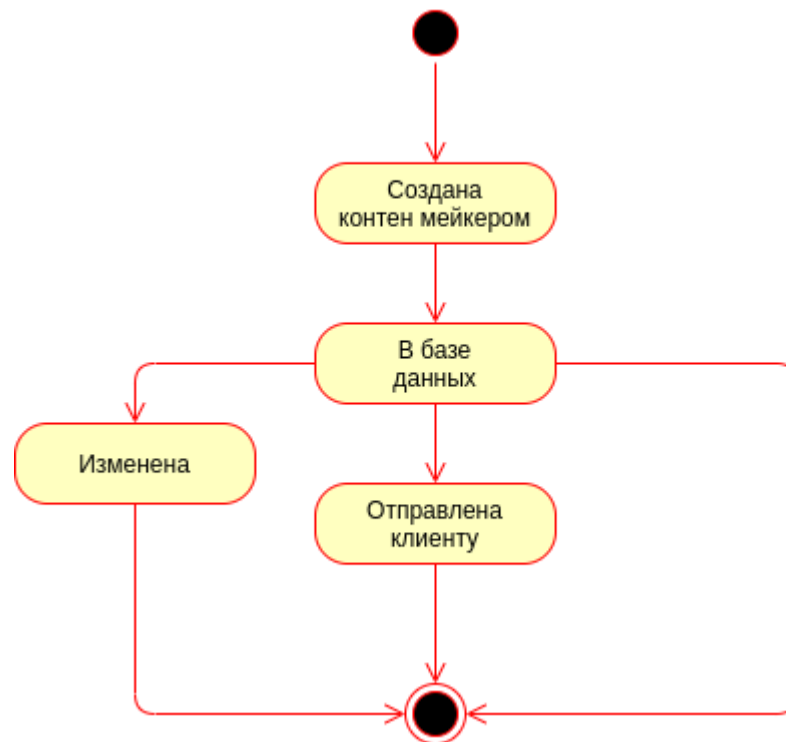 Создана
контен мейкером
В базе
данных
Изменена
Отправлена
клиенту